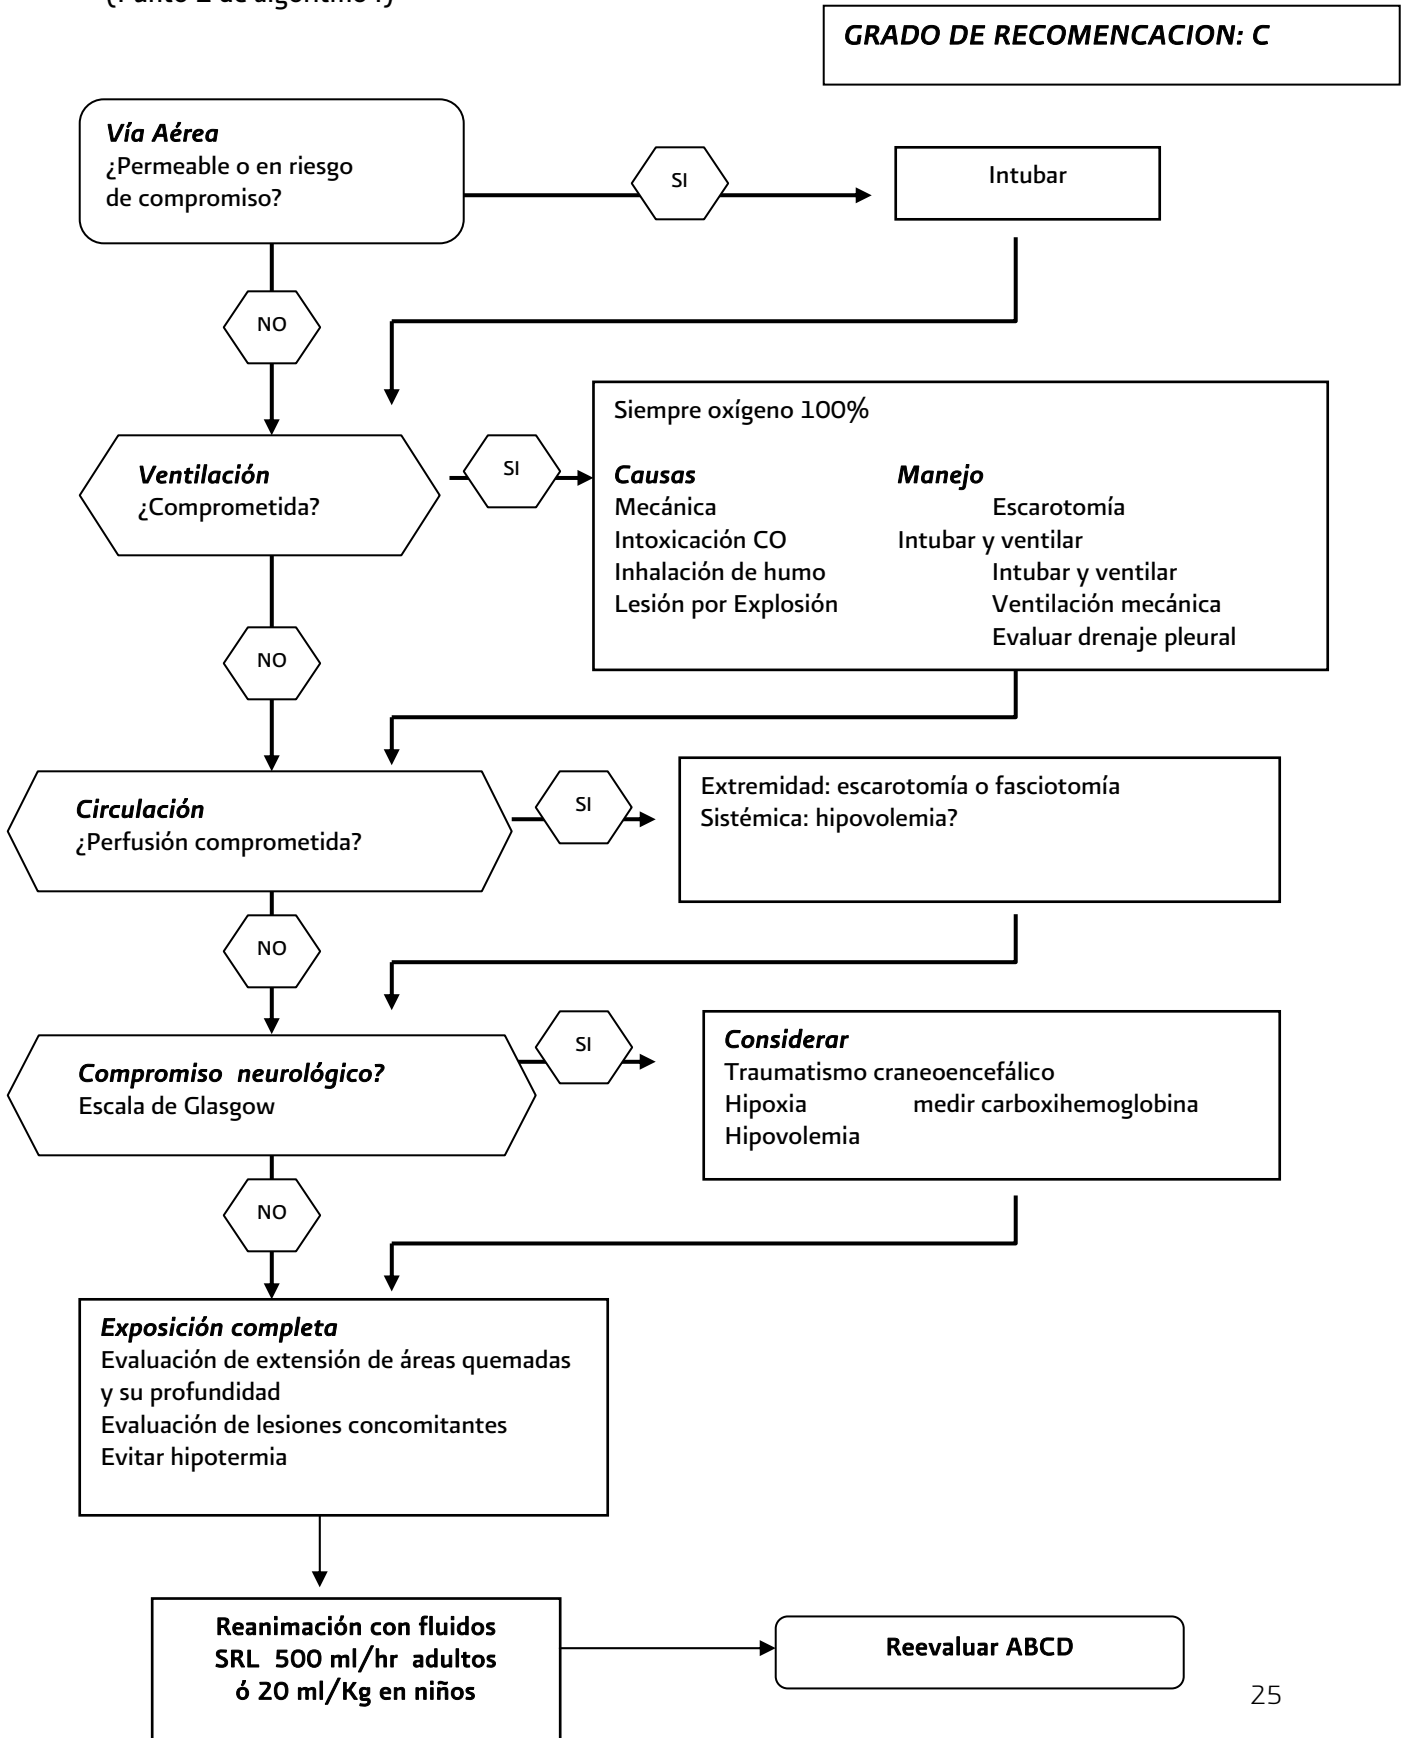 GRADO DE RECOMENCACION: C
Vía Aérea
¿Permeable o en riesgo
de compromiso?
SI
Intubar
NO
Siempre oxígeno 100%
Causas Manejo
Mecánica Escarotomía
Intoxicación CO Intubar y ventilar
Inhalación de humo Intubar y ventilar
Lesión por Explosión Ventilación mecánica
Evaluar drenaje pleural
Ventilación
¿Comprometida?
SI
NO
Circulación
¿Perfusión comprometida?
SI
Extremidad: escarotomía o fasciotomía
Sistémica: hipovolemia?
NO
Compromiso neurológico?
Escala de Glasgow
SI
Considerar
Traumatismo craneoencefálico
Hipoxia medir carboxihemoglobina
Hipovolemia
NO
Exposición completa
Evaluación de extensión de áreas quemadas
y su profundidad
Evaluación de lesiones concomitantes
Evitar hipotermia
Reanimación con fluidos
SRL 500 ml/hr adultos
ó 20 ml/Kg en niños
Reevaluar ABCD
25